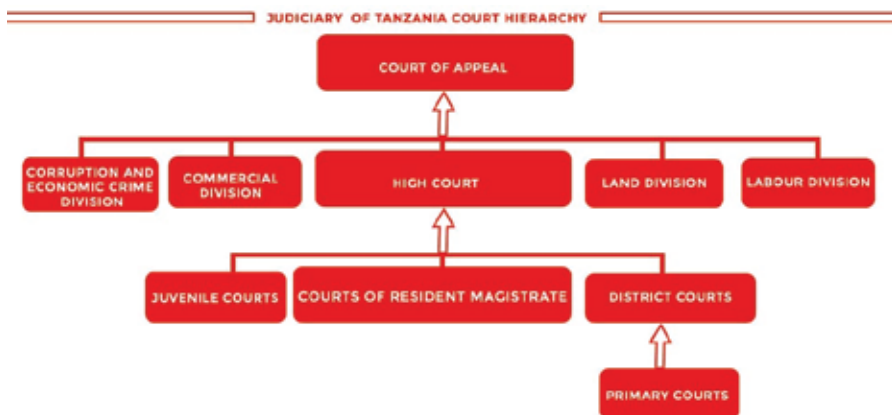 JUDICIARY OF TANZANIA COURT HIERARCHY
COURT OF APPEAL
CORRUPTION AND
ECONOMIC CRIME
DIVISION
COMMERCIAL
DIVISION
HIGH COURT
LAND DIVISION
LABOUR DIVISION
JUVENILE COURTS
COURTS OF RESIDENT MAGISTRATE
DISTRICT COURTS
PRIMARY COURTS